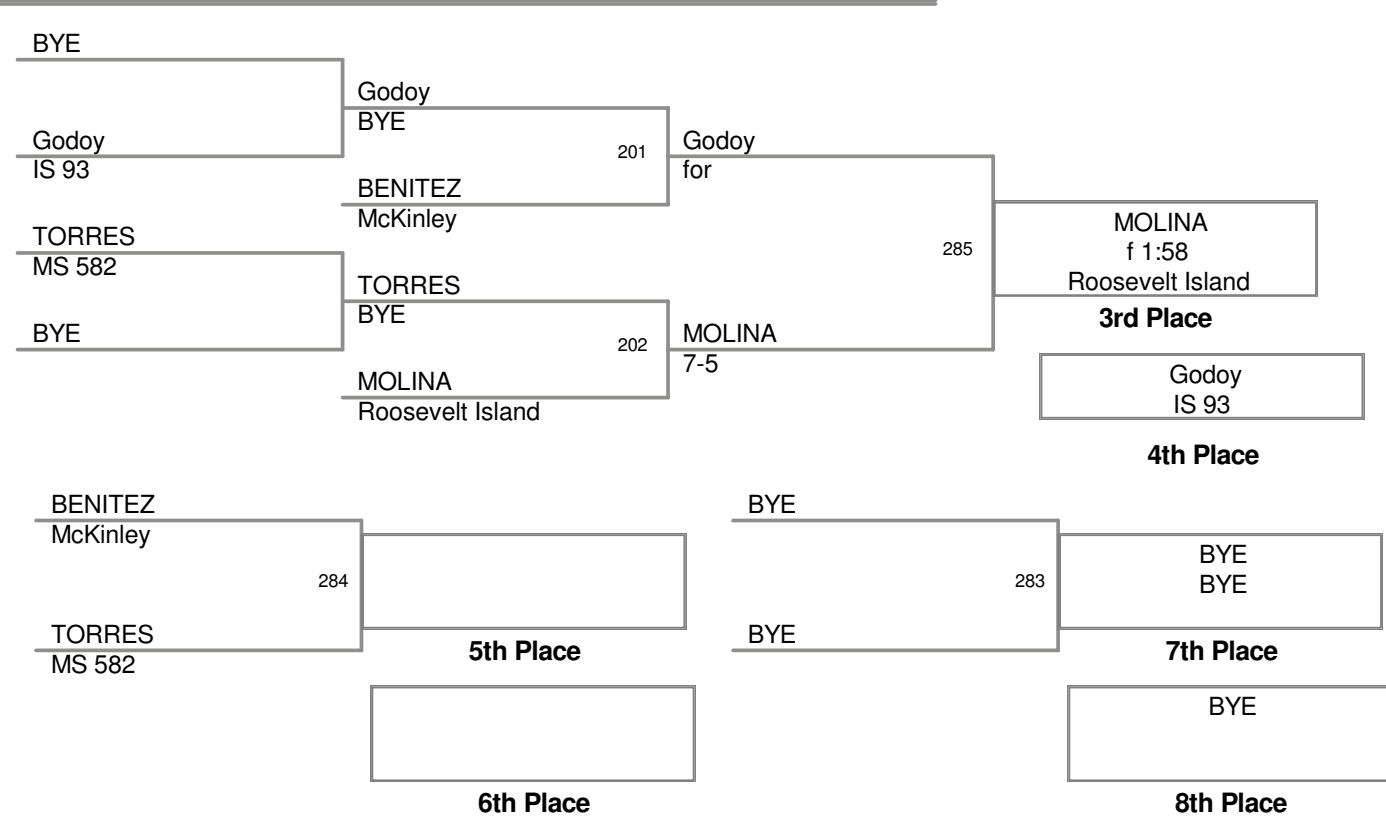 BYE
Godoy
BYE
Godoy
IS 93
201
Godoy
for
BENITEZ
McKinley
TORRES
MS 582
285
MOLINA
f 1:58
Roosevelt Island
3rd Place
TORRES
BYE
BYE
202
MOLINA
7-5
MOLINA
Roosevelt Island
Godoy
IS 93
4th Place
BENITEZ
McKinley
284
TORRES
MS 582
5th Place
6th Place
BYE
283
BYE
BYE
BYE
7th Place
BYE
8th Place